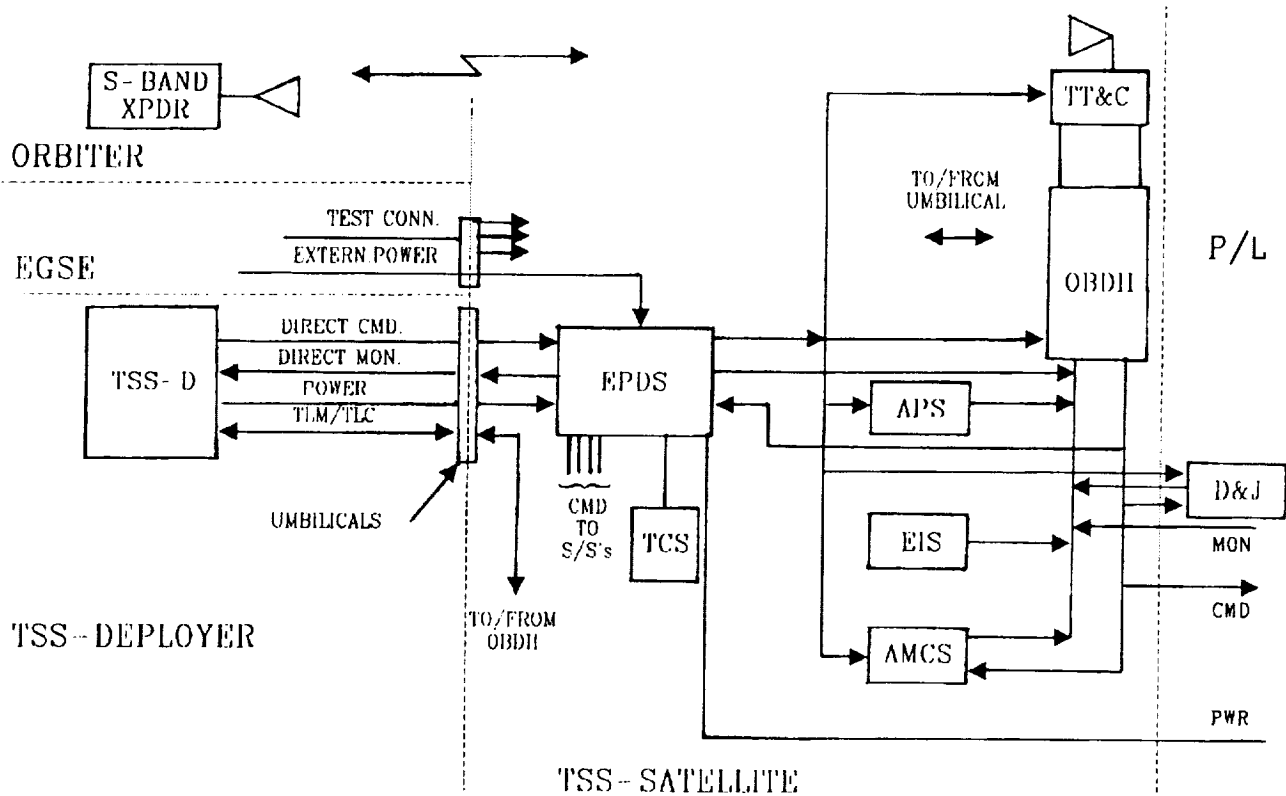 S-BAND
XPDR
ORBITER
TEST CONN.
EXTERN.POWER
EGSE
TSS-D
DIRECT CMD.
DIRECT MON.
POWER
TLM/TLC
UMBILICALS
TSS-DEPLOYER
EPDS
CMD
TO
S/S's
TCS
TO/FROM
OBDH
TT&C
TO/FROM
UMBILICAL
OBDH
P/L
APS
D&J
EIS
MON
CMD
AMCS
PWR
TSS-SATELLITE